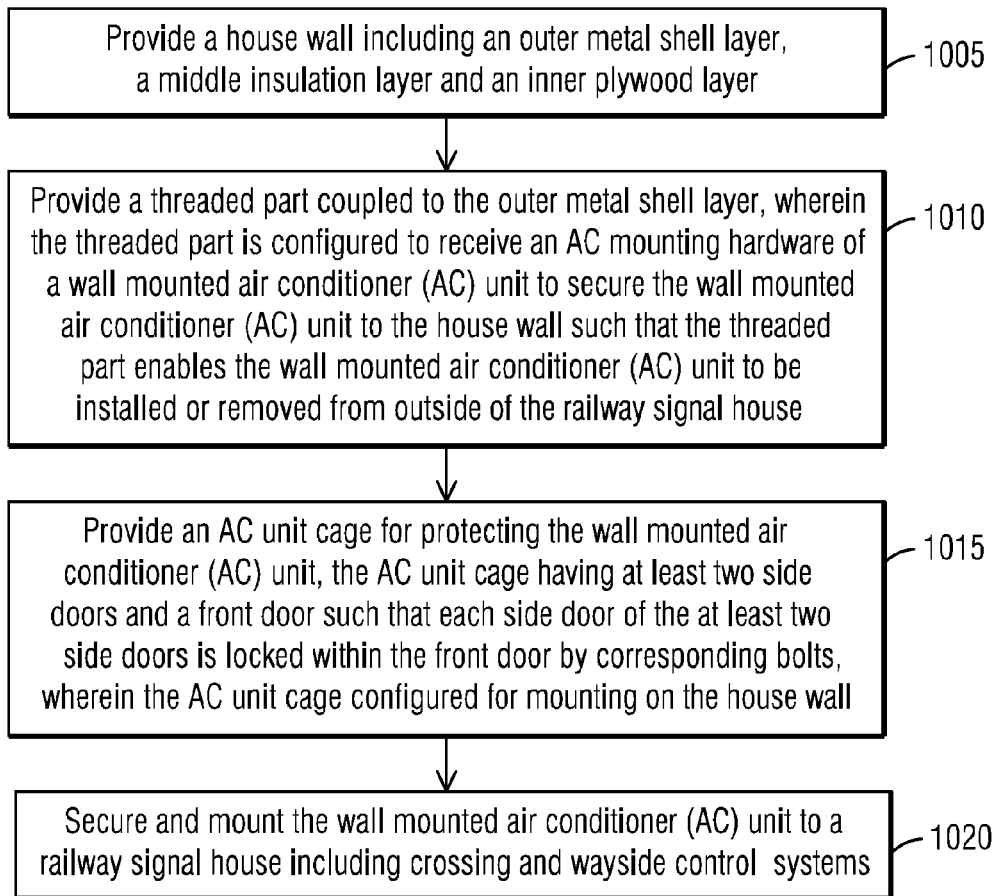 Provide a house wall including an outer metal shell layer,
a middle insulation layer and an inner plywood layer
1005
Provide a threaded part coupled to the outer metal shell layer, wherein
the threaded part is configured to receive an AC mounting hardware of
a wall mounted air conditioner (AC) unit to secure the wall mounted
air conditioner (AC) unit to the house wall such that the threaded
part enables the wall mounted air conditioner (AC) unit to be
installed or removed from outside of the railway signal house
1010
Provide an AC unit cage for protecting the wall mounted air
conditioner (AC) unit, the AC unit cage having at least two side
doors and a front door such that each side door of the at least two
side doors is locked within the front door by corresponding bolts,
wherein the AC unit cage configured for mounting on the house wall
1015
Secure and mount the wall mounted air conditioner (AC) unit to a
railway signal house including crossing and wayside control systems
1020